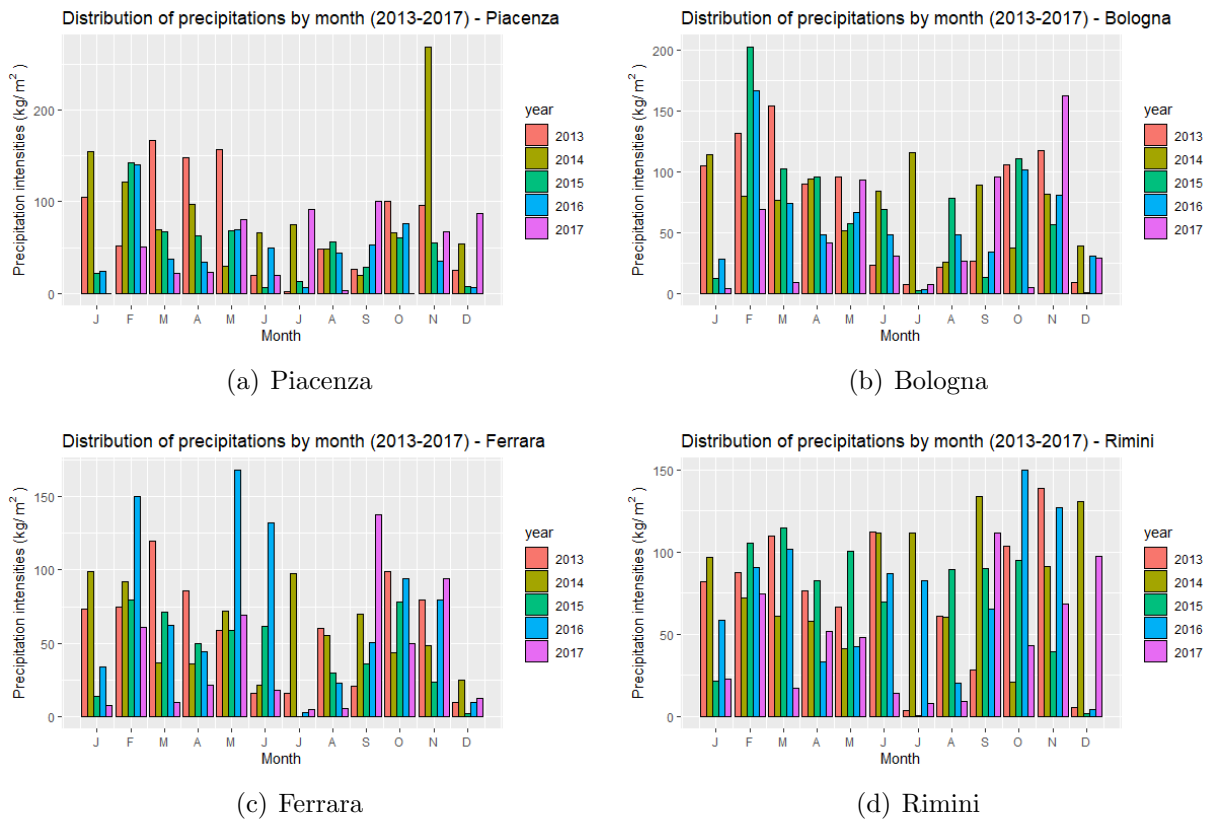 Distribution of precipitations by month (2013-2017) - Piacenza
Precipitation intensities (kg/ m²)
200
100
0
J F M A M J J A S O N D
Month
year
2013
2014
2015
2016
2017
(a) Piacenza
Distribution of precipitations by month (2013-2017) - Bologna
Precipitation intensities (kg/ m²)
200
150
100
50
0
J F M A M J J A S O N D
Month
year
2013
2014
2015
2016
2017
(b) Bologna
Distribution of precipitations by month (2013-2017) - Ferrara
Precipitation intensities (kg/ m²)
150
100
50
0
J F M A M J J A S O N D
Month
year
2013
2014
2015
2016
2017
(c) Ferrara
Distribution of precipitations by month (2013-2017) - Rimini
Precipitation intensities (kg/ m²)
150
100
50
0
J F M A M J J A S O N D
Month
year
2013
2014
2015
2016
2017
(d) Rimini